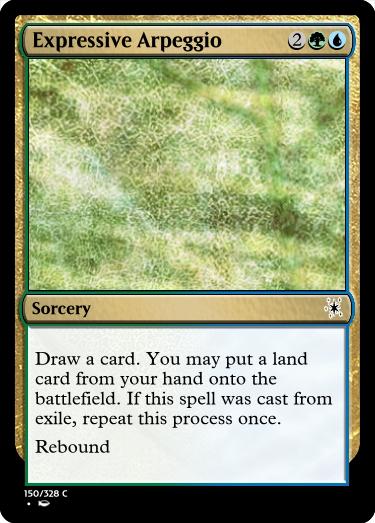 Expressive Arpeggio 2
Sorcery
Draw a card. You may put a land
card from your hand onto the
battlefield. If this spell was cast from
exile, repeat this process once.
Rebound
150/328 C